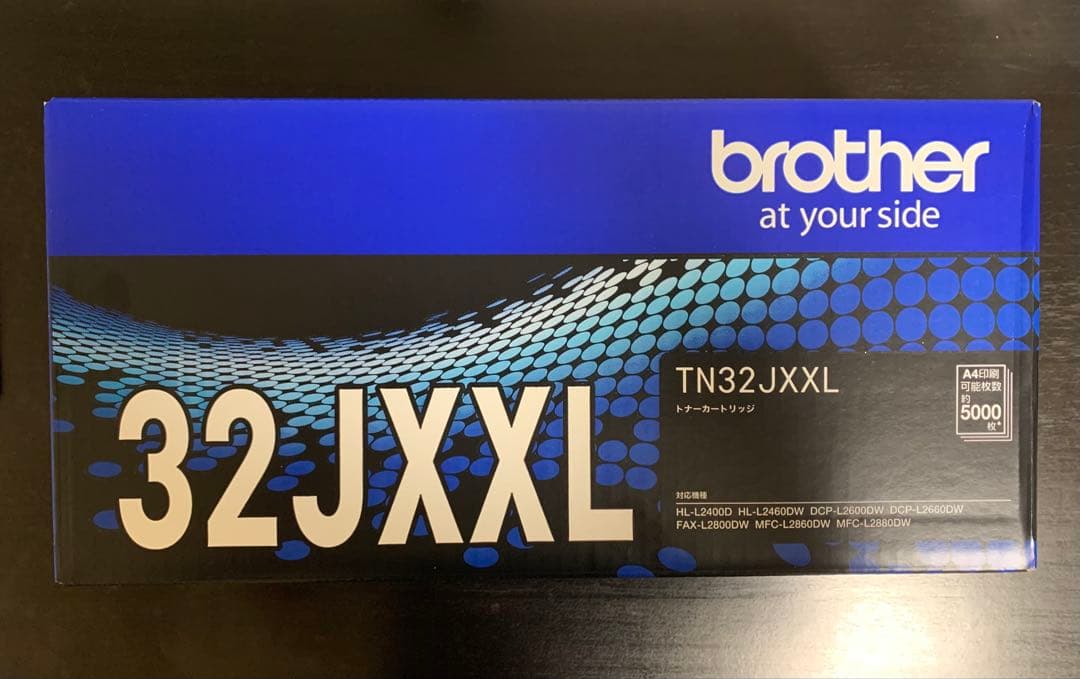 brother
at your side
32JXXL
TN32JXXL
トナーカートリッジ
A4印刷
可能枚数
約
5000
枚*
対応機種
HL-L2400D HL-L2460DW DCP-L2600DW DCP-L2660DW
FAX-L2800DW MFC-L2860DW MFC-L2880DW